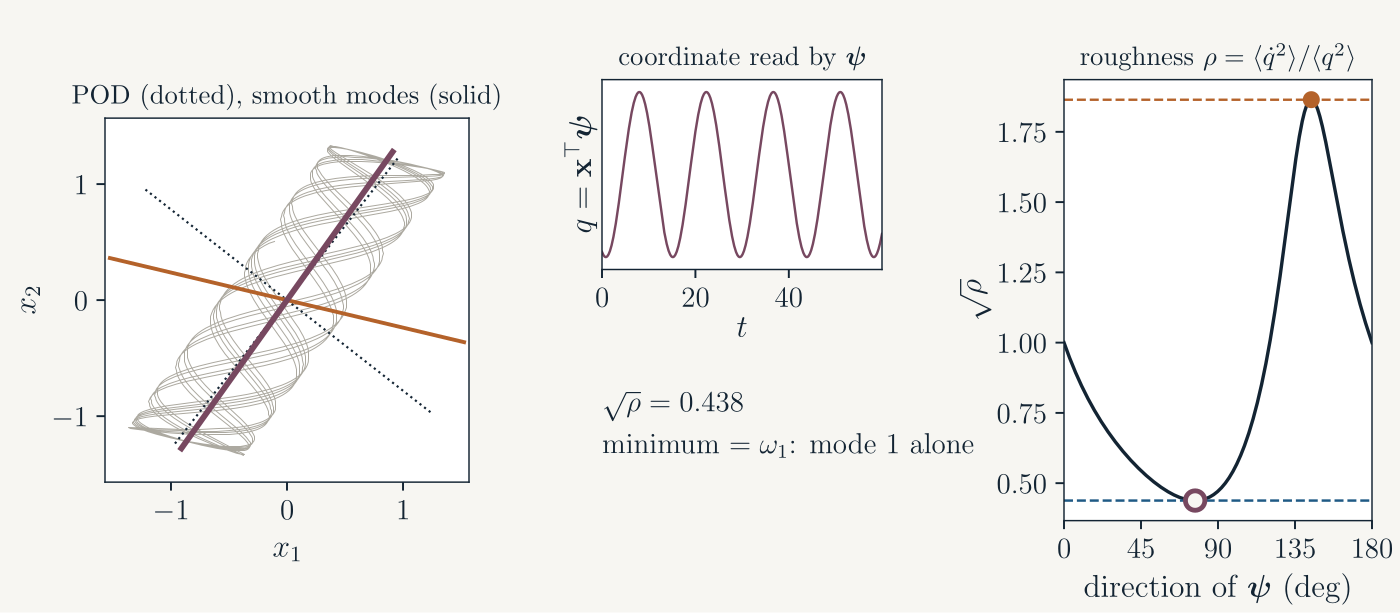 POD (dotted), smooth modes (solid)
x₂
1
0
−1
−1
0
1
x₁
coordinate read by ψ
q = x⊤ψ
0
20
40
t
√ρ = 0.438
minimum = ω₁: mode 1 alone
roughness ρ = ⟨q̇²⟩/⟨q²⟩
√ρ
1.75
1.50
1.25
1.00
0.75
0.50
0
45
90
135
180
direction of ψ (deg)